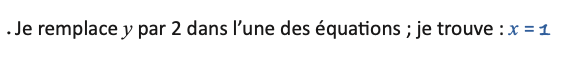 . Je remplace y par 2 dans l’une des équations ; je trouve : x = 1